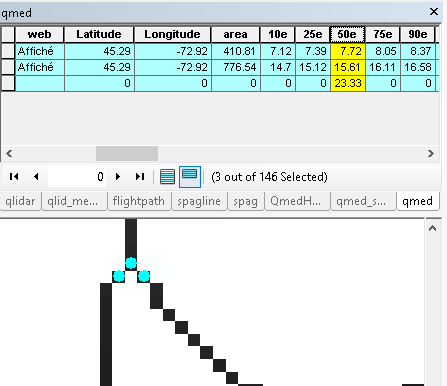 qmed
web Latitude Longitude area 10e 25e 50e 75e 90e
Affiché 45.29 -72.92 410.81 7.12 7.39 7.72 8.05 8.37
Affiché 45.29 -72.92 776.54 14.7 15.12 15.61 16.11 16.58
0 0 0 0 0 23.33 0 0
0 (3 out of 146 Selected)
qlidar qlid_me... flightpath spagline spag QmedH... qmed_s... qmed